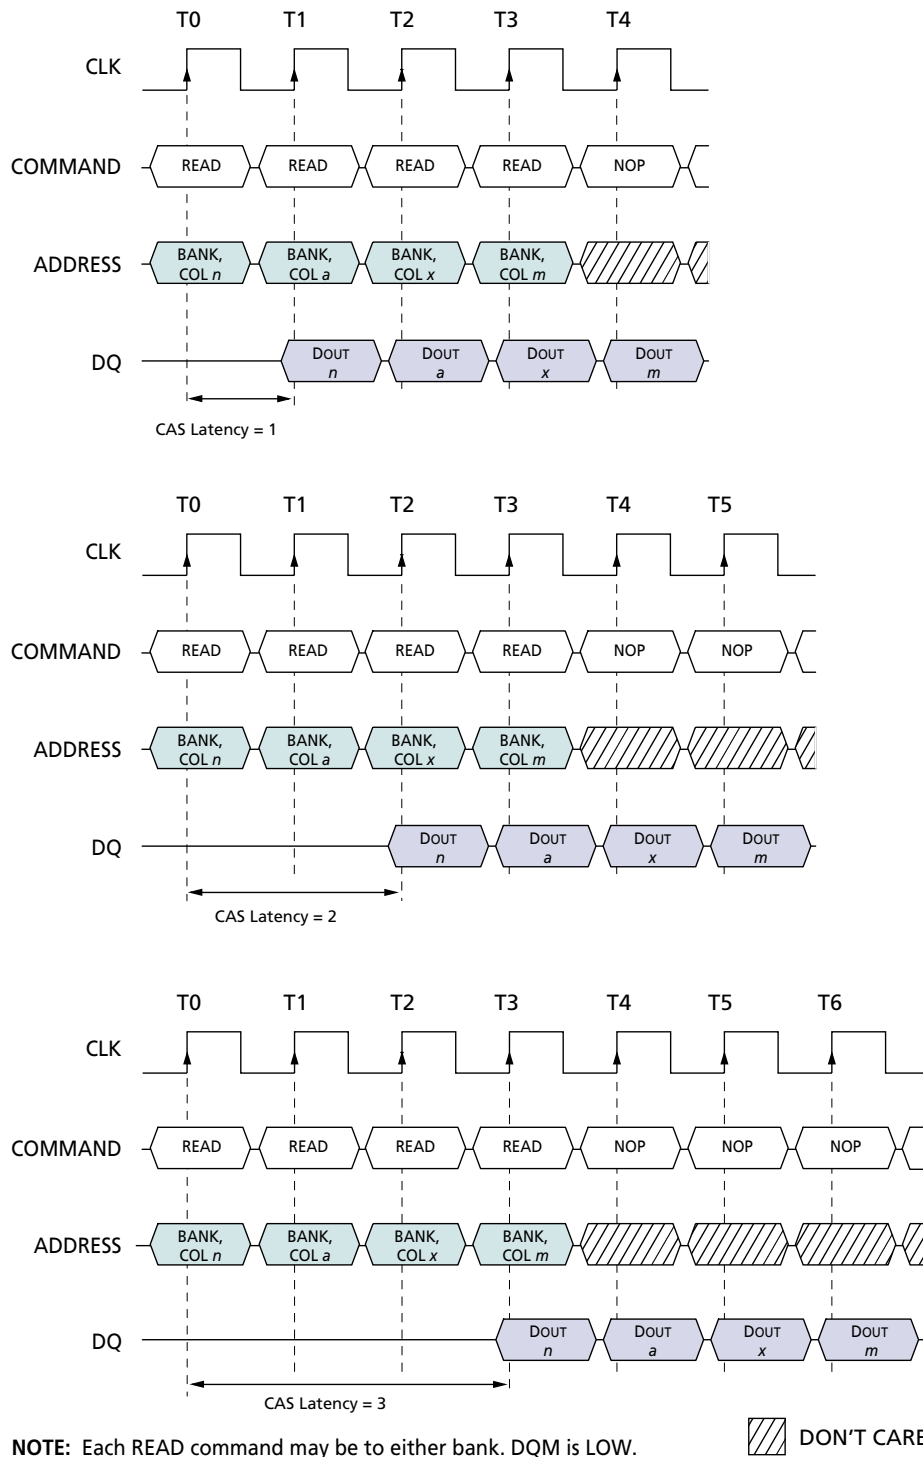 T0 T1 T2 T3 T4
CLK
COMMAND READ READ READ READ NOP
ADDRESS BANK, COL n BANK, COL a BANK, COL x BANK, COL m
DQ DOUT n DOUT a DOUT x DOUT m
CAS Latency = 1
T0 T1 T2 T3 T4 T5
CLK
COMMAND READ READ READ READ NOP NOP
ADDRESS BANK, COL n BANK, COL a BANK, COL x BANK, COL m
DQ DOUT n DOUT a DOUT x DOUT m
CAS Latency = 2
T0 T1 T2 T3 T4 T5 T6
CLK
COMMAND READ READ READ READ NOP NOP NOP
ADDRESS BANK, COL n BANK, COL a BANK, COL x BANK, COL m
DQ DOUT n DOUT a DOUT x DOUT m
CAS Latency = 3
NOTE: Each READ command may be to either bank. DQM is LOW.
DON'T CARE